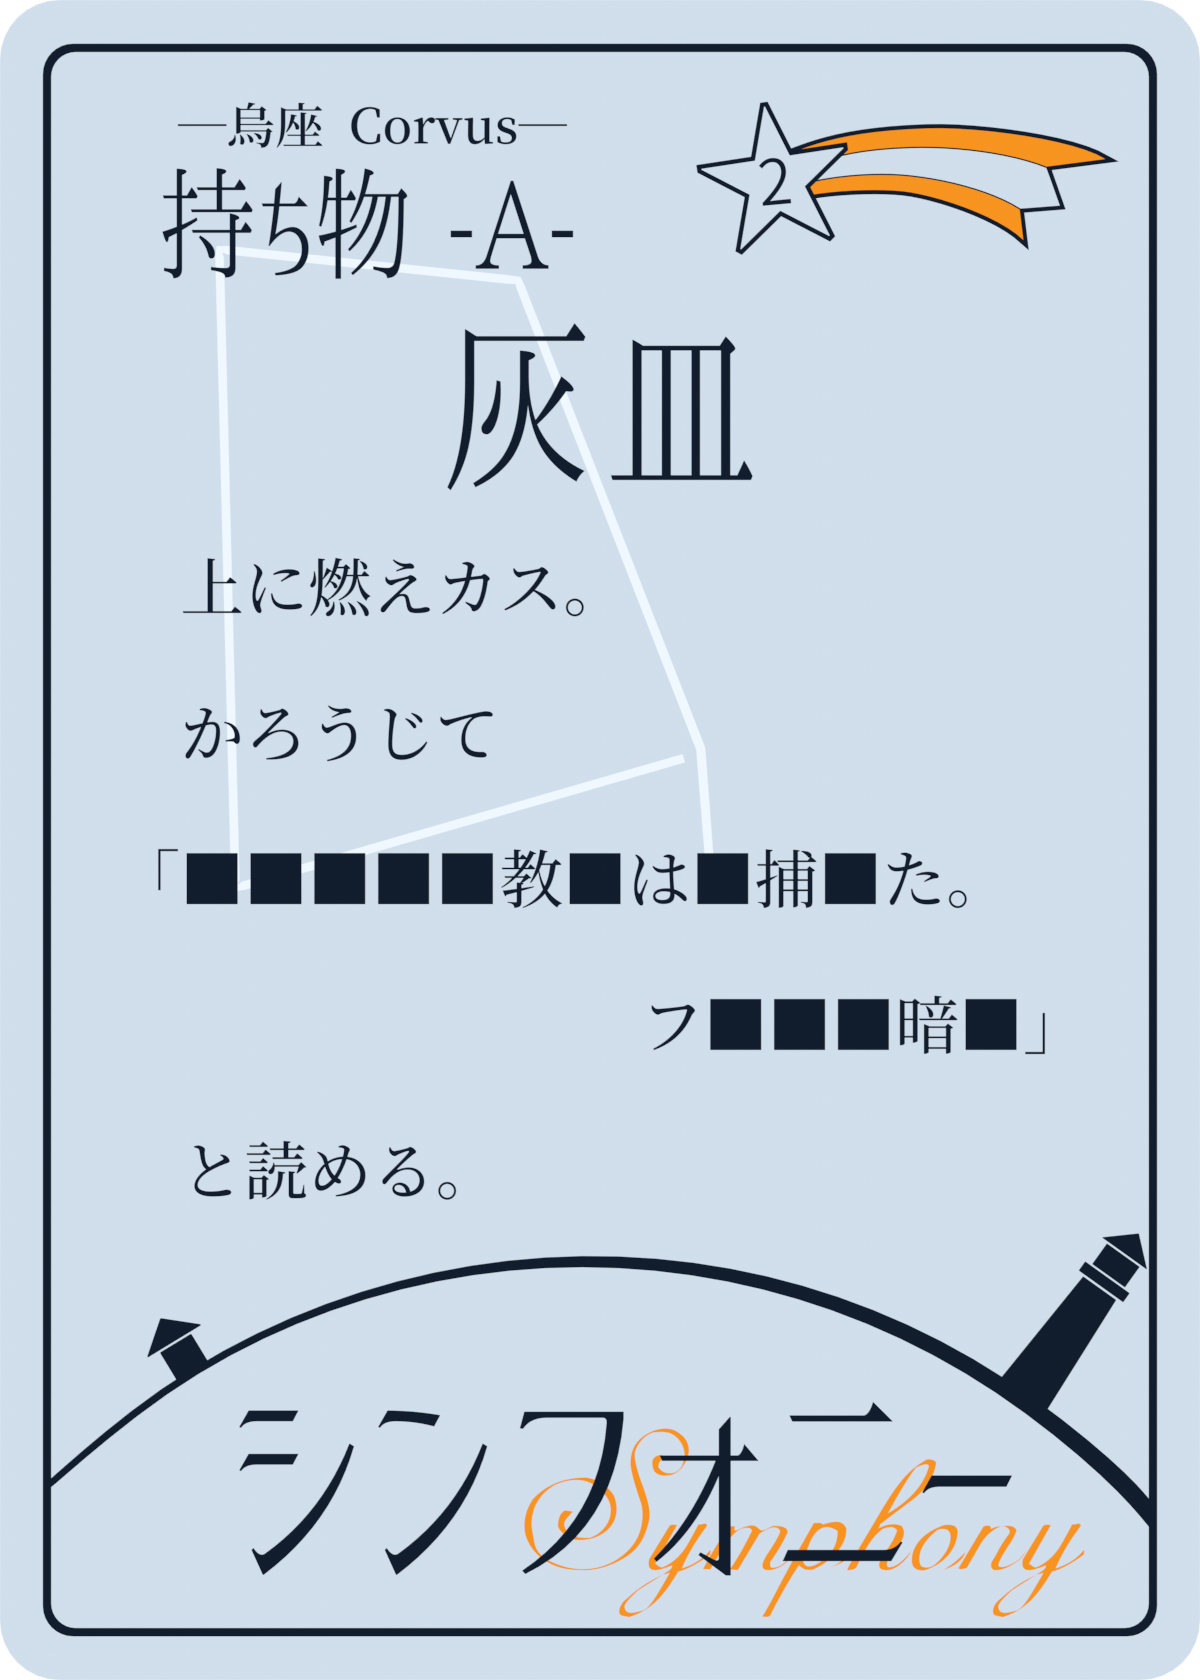 ―烏座 Corvus―
持ち物 -A-
2
灰皿
上に燃えカス。
かろうじて
「■■■■■教■は■捕■た。
フ■■■暗■」
と読める。
シンフォニー
Symphony